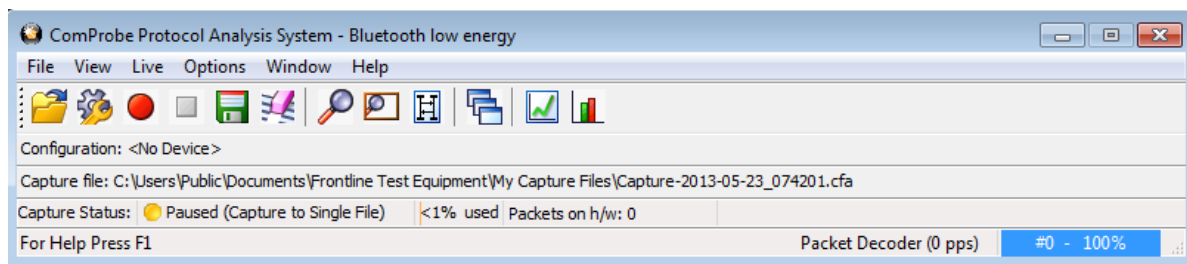 ComProbe Protocol Analysis System - Bluetooth low energy
File View Live Options Window Help
Configuration: <No Device>
Capture file: C:\Users\Public\Documents\Frontline Test Equipment\My Capture Files\Capture-2013-05-23_074201.cfa
Capture Status: Paused (Capture to Single File) <1% used Packets on h/w: 0
For Help Press F1 Packet Decoder (0 pps) #0 - 100%